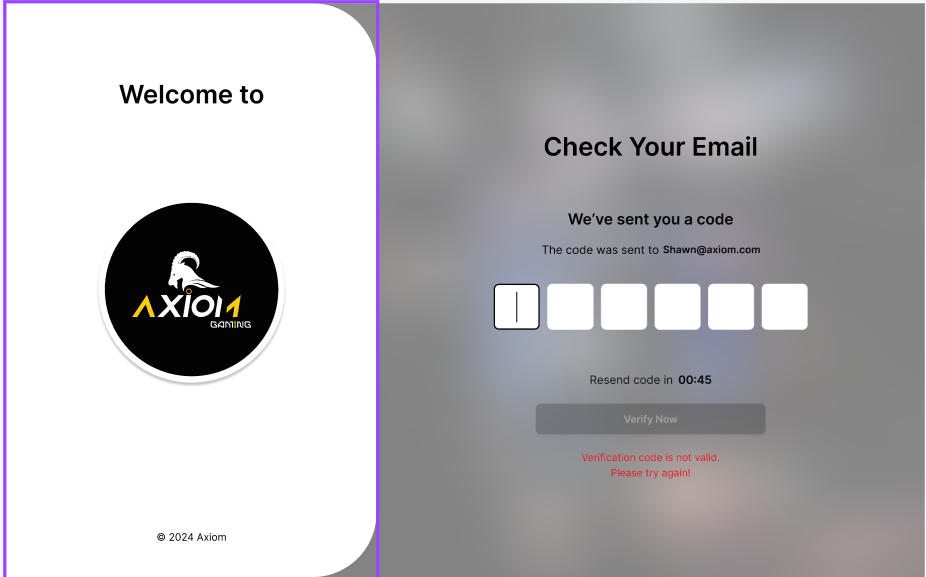 Welcome to
AXIOM
GAMING
© 2024 Axiom
Check Your Email
We’ve sent you a code
The code was sent to Shawn@axiom.com
Resend code in 00:45
Verify Now
Verification code is not valid.
Please try again!